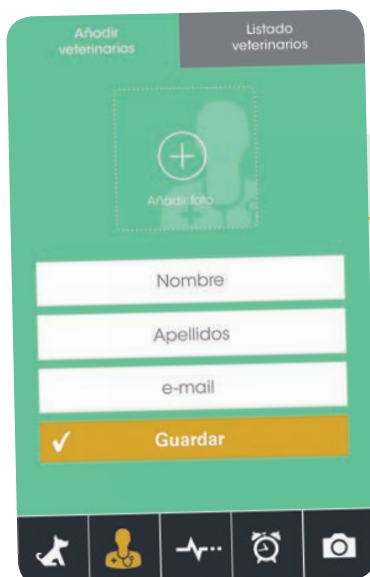 Añadir
veterinarios
Listado
veterinarios
Añadir foto
Nombre
Apellidos
e-mail
Guardar